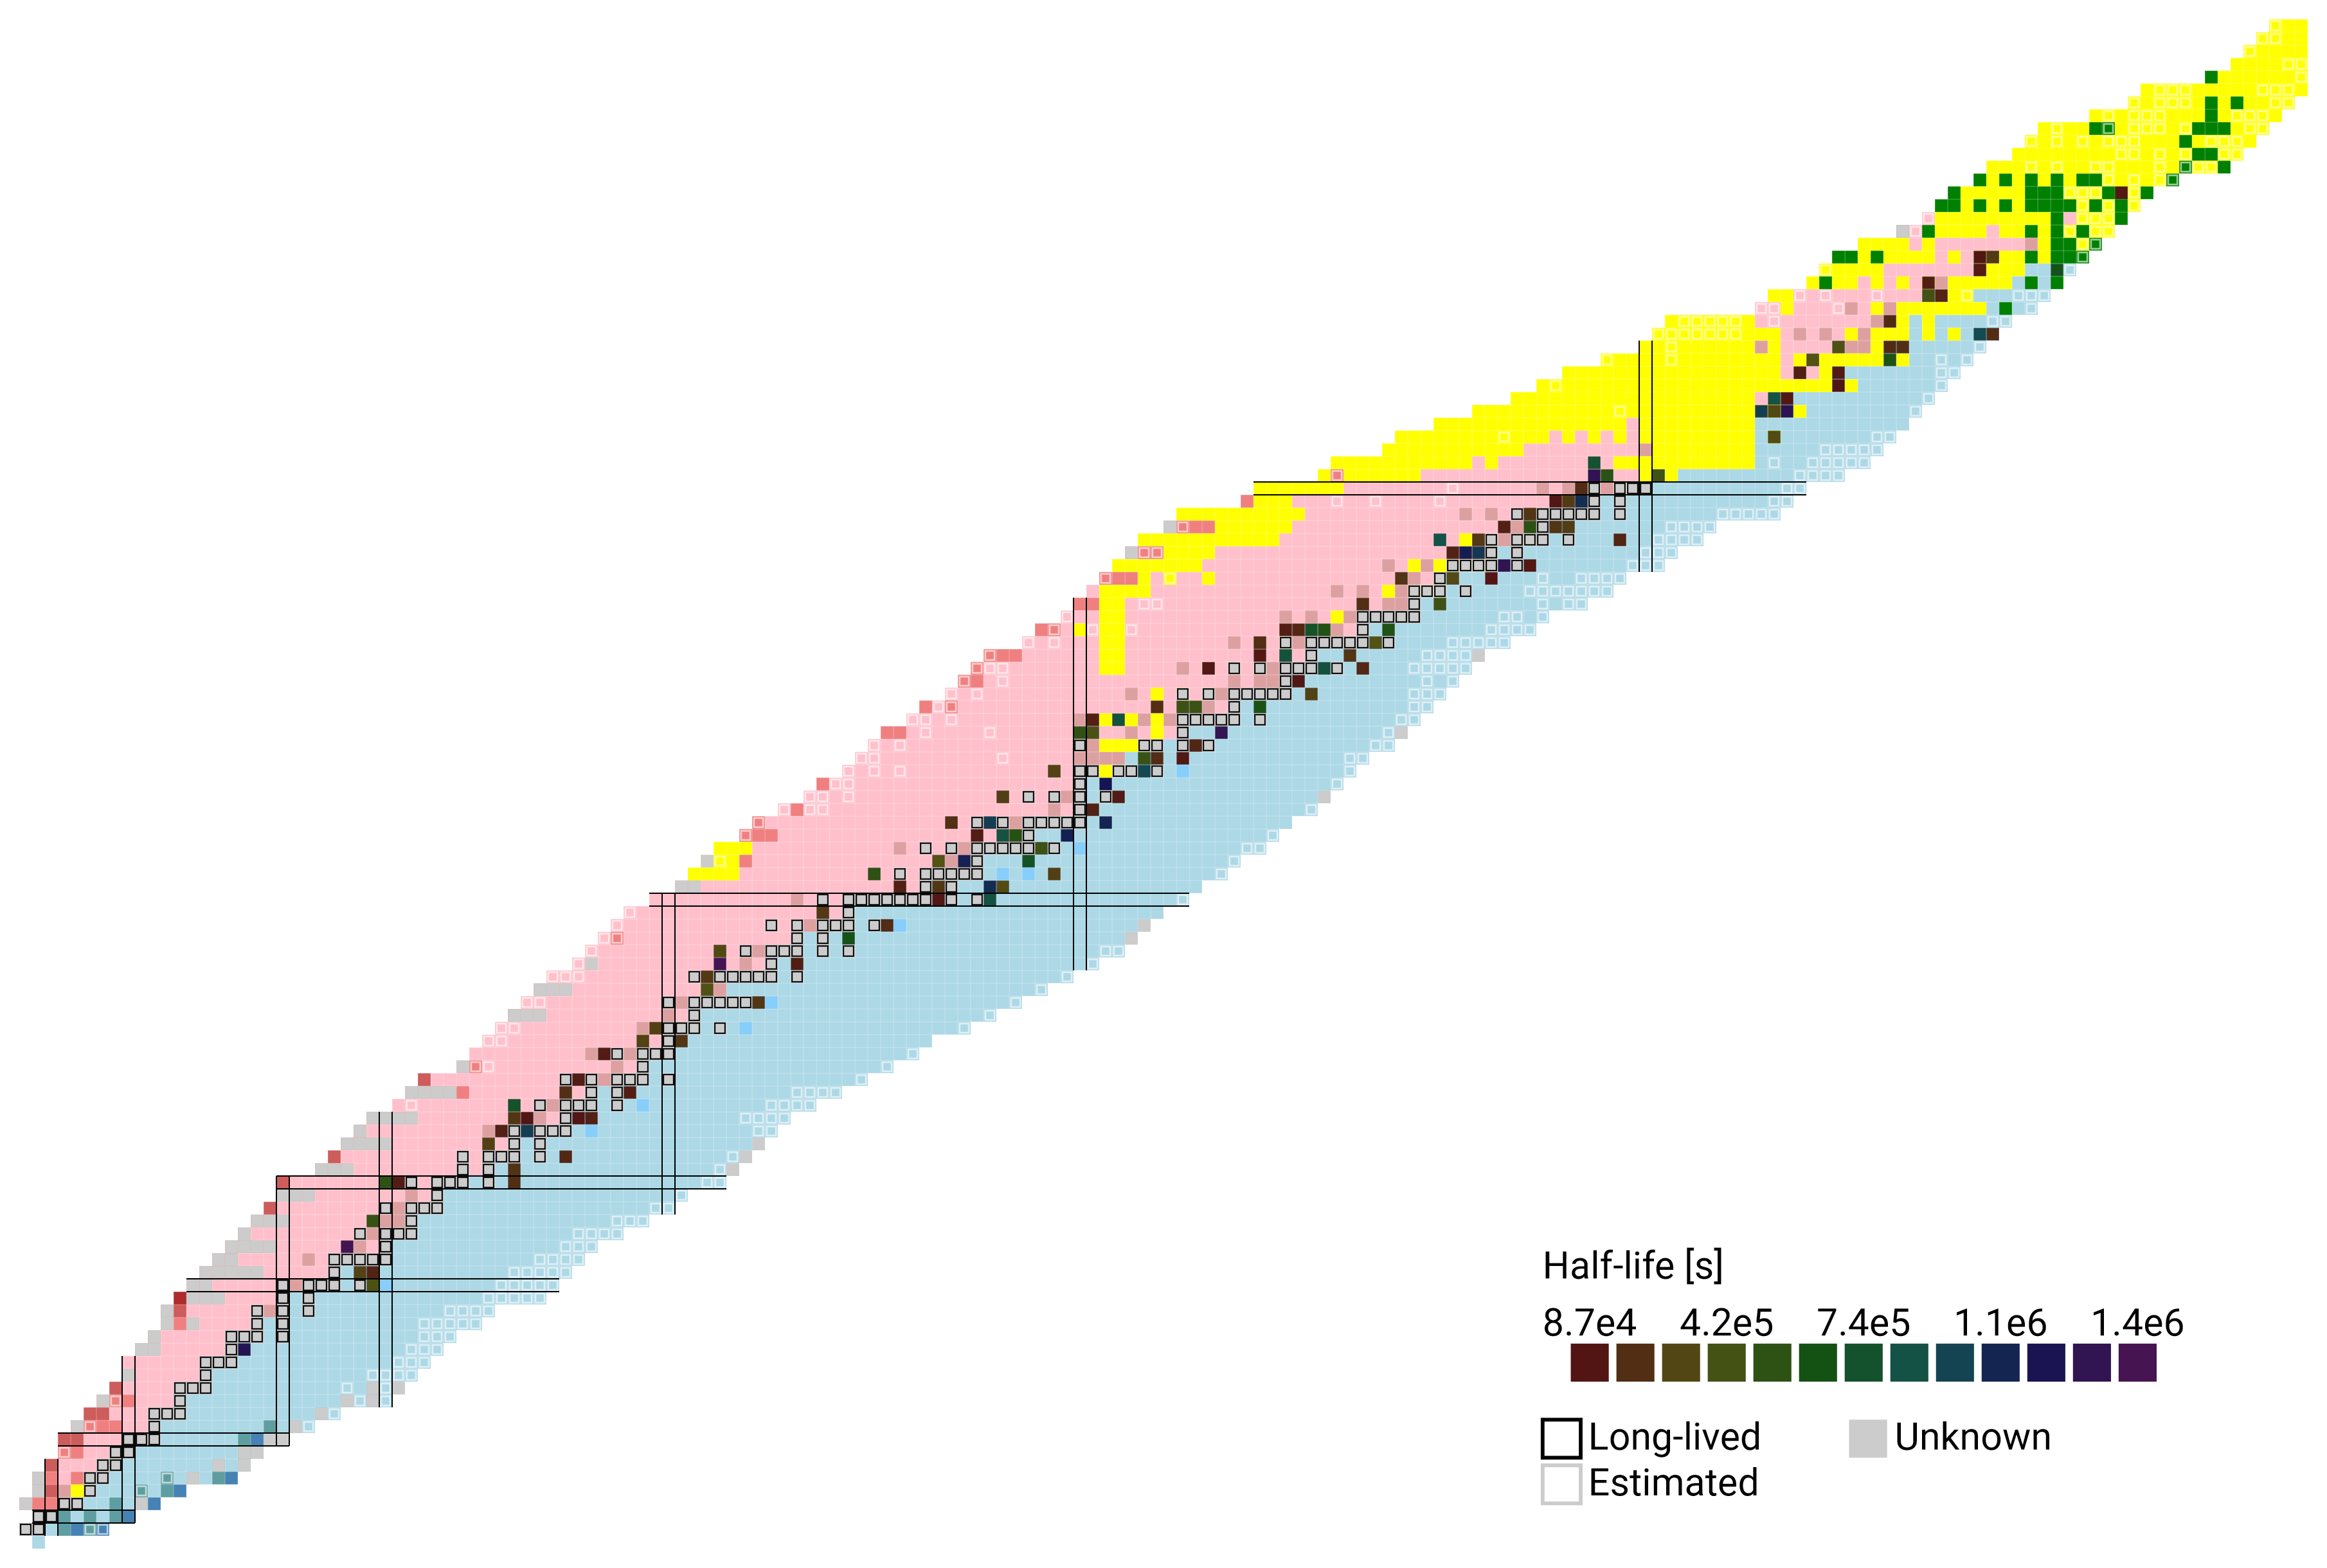 Half-life [s]
8.7e4 4.2e5 7.4e5 1.1e6 1.4e6
Long-lived Unknown
Estimated